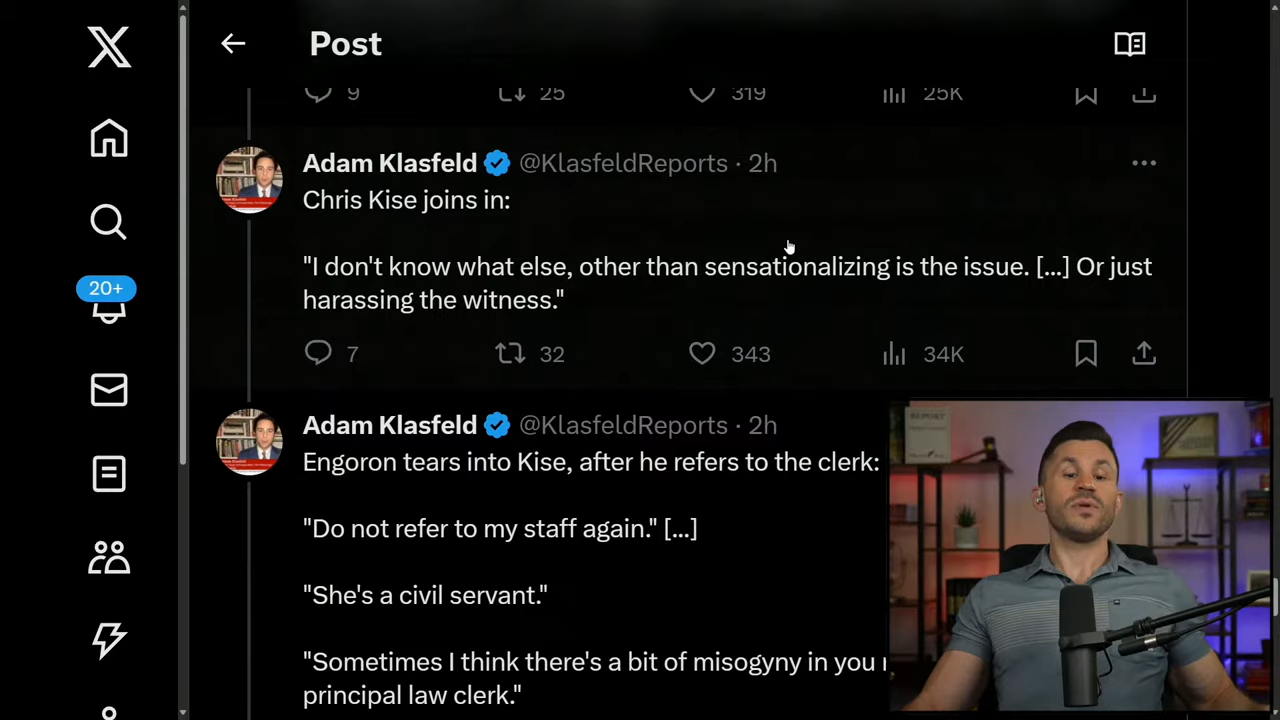 Post
9 25 319 25K
Adam Klasfeld @KlasfeldReports · 2h
Chris Kise joins in:
"I don't know what else, other than sensationalizing is the issue. [...] Or just
harassing the witness."
20+
7 32 343 34K
Adam Klasfeld @KlasfeldReports · 2h
Engoron tears into Kise, after he refers to the clerk:
"Do not refer to my staff again." [...]
"She's a civil servant."
"Sometimes I think there's a bit of misogyny in you
principal law clerk."
REPORT